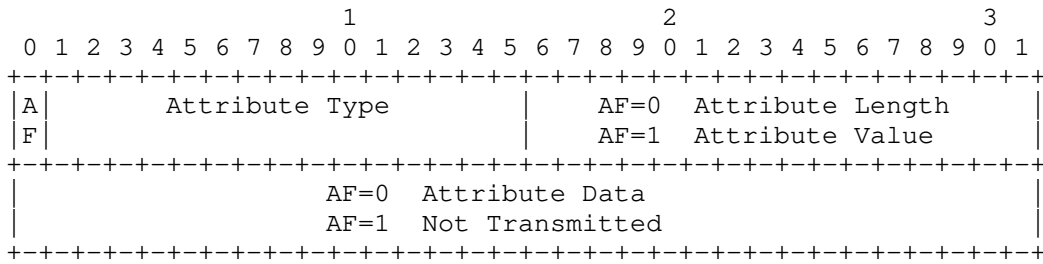 1                   2                   3
 0 1 2 3 4 5 6 7 8 9 0 1 2 3 4 5 6 7 8 9 0 1 2 3 4 5 6 7 8 9 0 1
+-+-+-+-+-+-+-+-+-+-+-+-+-+-+-+-+-+-+-+-+-+-+-+-+-+-+-+-+-+-+-+-+
|A|       Attribute Type        |    AF=0  Attribute Length     |
|F|                             |    AF=1  Attribute Value      |
+-+-+-+-+-+-+-+-+-+-+-+-+-+-+-+-+-+-+-+-+-+-+-+-+-+-+-+-+-+-+-+-+
|                   AF=0  Attribute Data                        |
|                   AF=1  Not Transmitted                       |
+-+-+-+-+-+-+-+-+-+-+-+-+-+-+-+-+-+-+-+-+-+-+-+-+-+-+-+-+-+-+-+-+